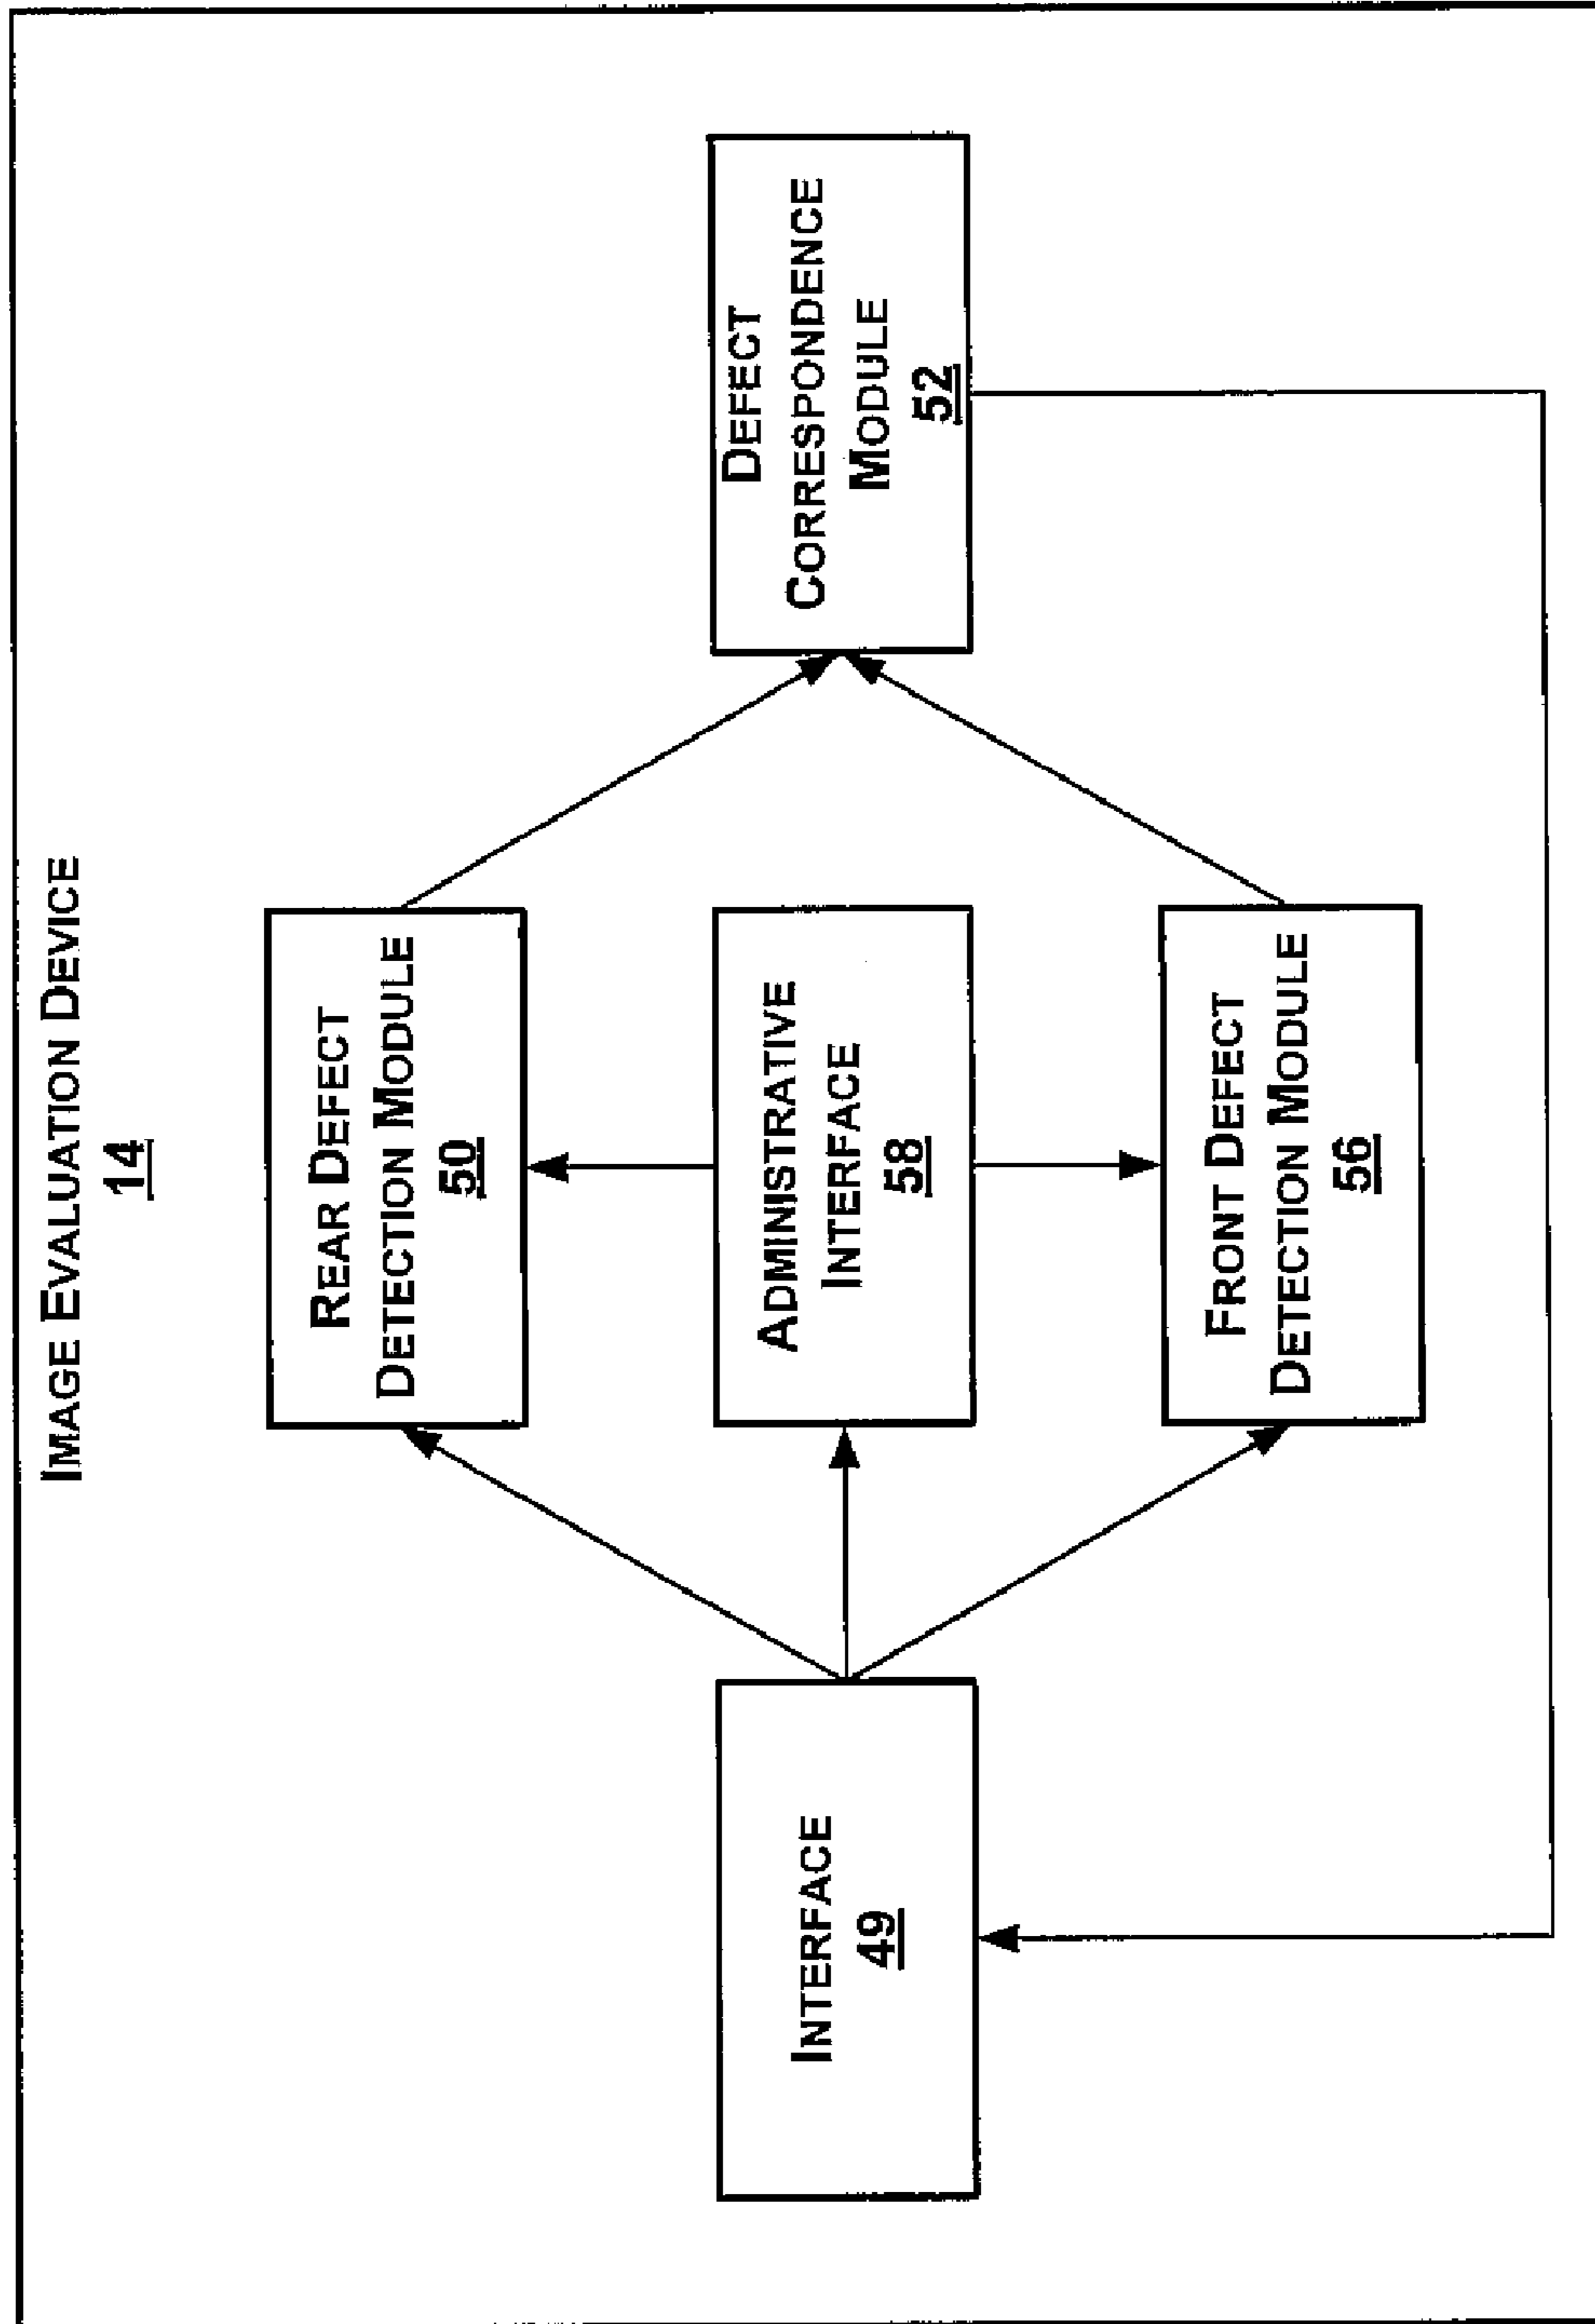 IMAGE EVALUATION DEVICE
14
REAR DEFECT
DETECTION MODULE
50
INTERFACE
49
ADMINISTRATIVE
INTERFACE
58
DEFECT
CORRESPONDENCE
MODULE
52
FRONT DEFECT
DETECTION MODULE
56